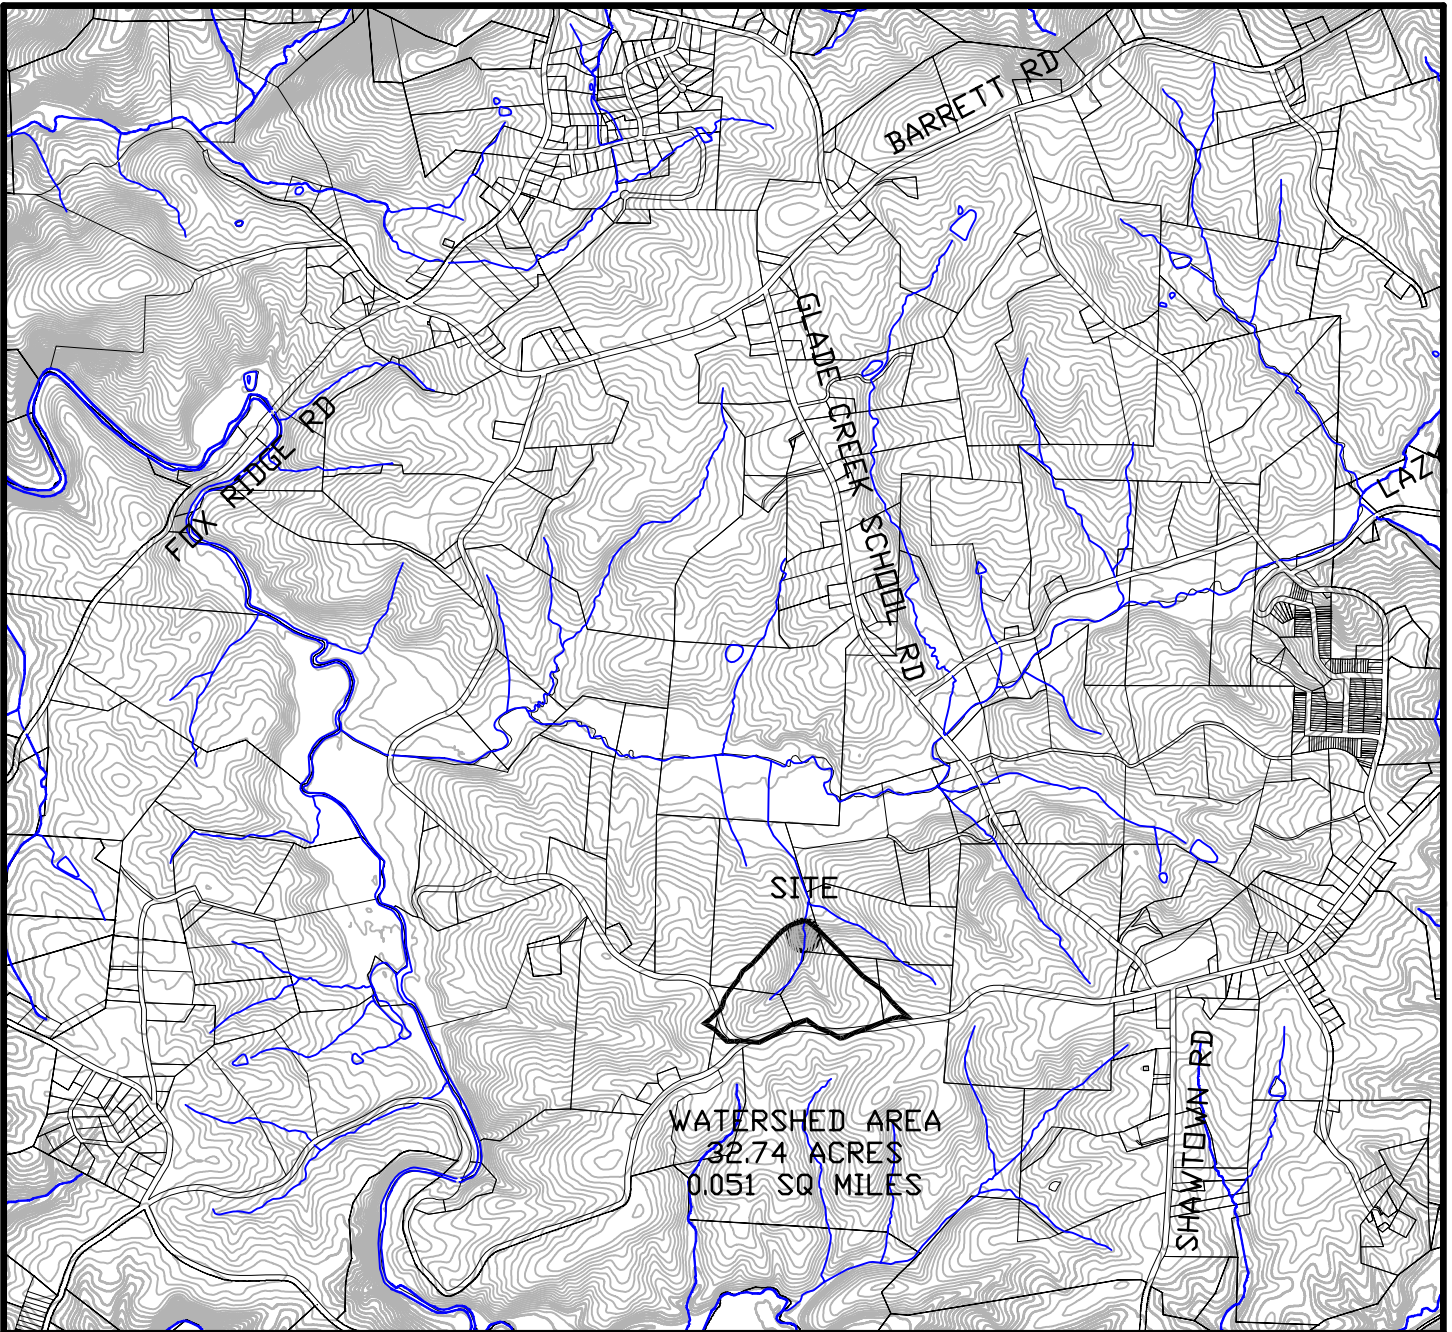 BARRETT RD
GLADE CREEK SCHOOL RD
FOX RIDGE RD
LAZ
SITE
WATERSHED AREA
32.74 ACRES
0.051 SQ MILES
SHAWTOWN RD